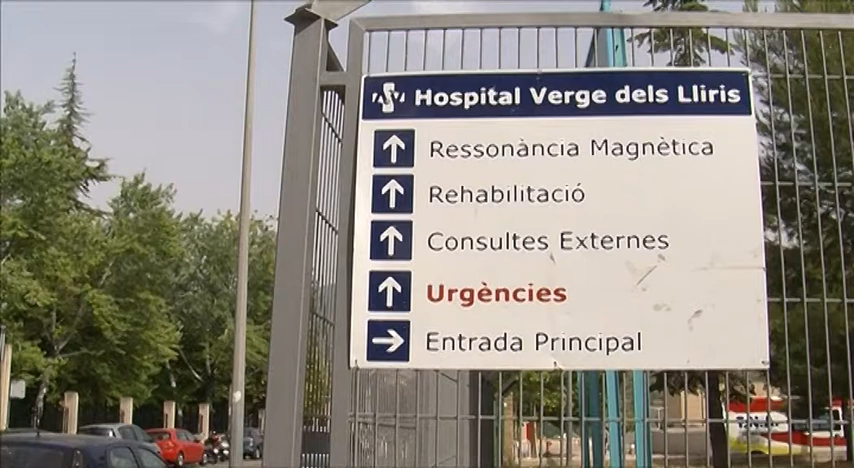 Hospital Verge dels Lliris
Ressonància Magnètica
Rehabilitació
Consultes Externes
Urgències
Entrada Principal